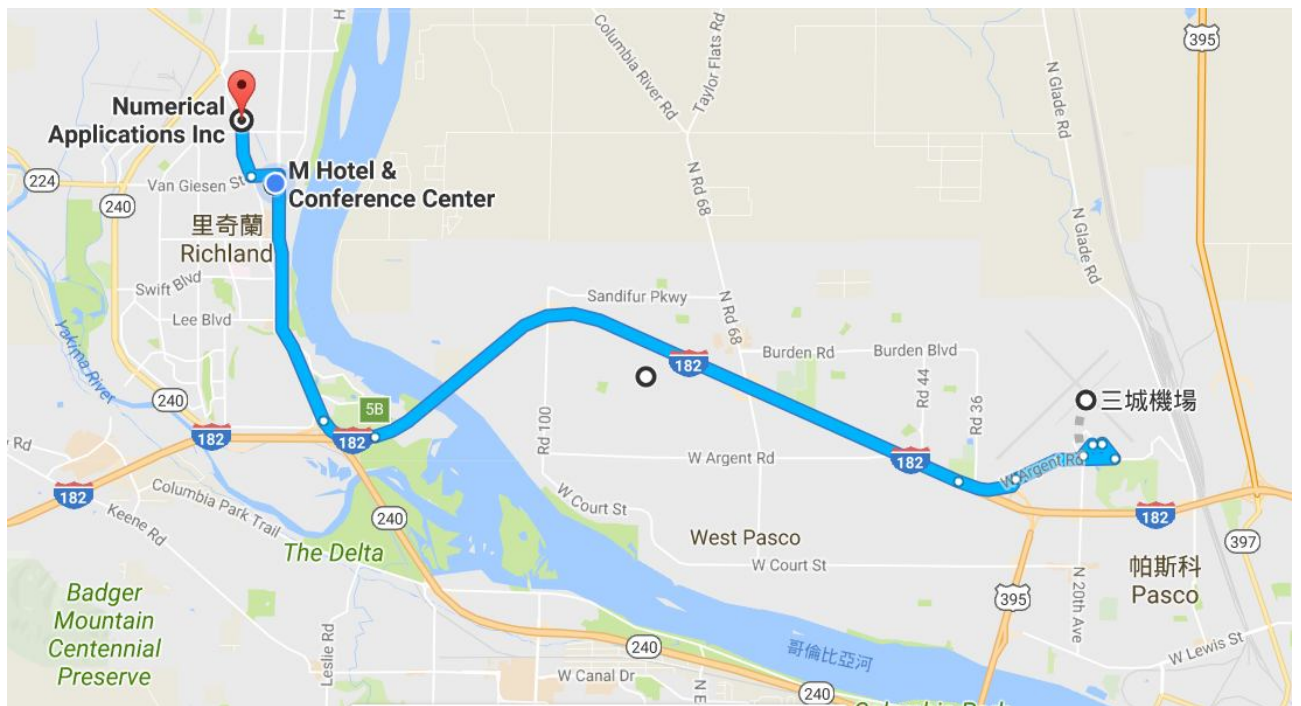 395
Columbia River Rd
Taylor Flats Rd
N Glade Rd
H
Numerical
Applications Inc
M Hotel &
Conference Center
Van Giesen St
224
240
里奇蘭
Richland
N Rd 68
N Glade Rd
Swift Blvd
Lee Blvd
Sandifur Pkwy
N Rd 68
Burden Rd
Burden Blvd
182
Yakima River
240
5B
Rd 100
Rd 44
Rd 36
三城機場
182
182
W Argent Rd
182
W Argent Rd
182
Rd
Keene Rd
Columbia Park Trail
W Court St
182
240
The Delta
West Pasco
W Court St
397
帕斯科
Pasco
395
N 20th Ave
Badger
Mountain
Centennial
Preserve
Leslie Rd
240
W Canal Dr
N E
哥倫比亞河
240
W Lewis St